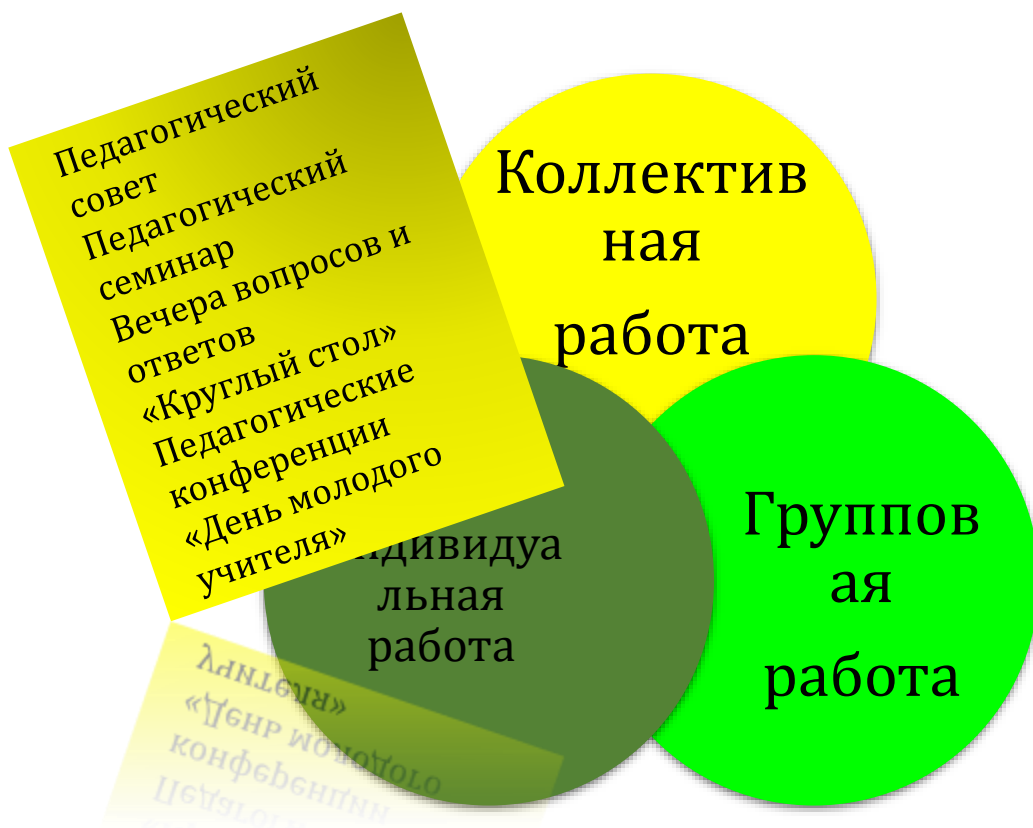 Педагогический
совет
Педагогический
семинар
Вечера вопросов и
ответов
«Круглый стол»
Педагогические
конференции
«День молодого
учителя»
Коллектив
ная
работа
ндивидуа
льная
работа
Группов
ая
работа